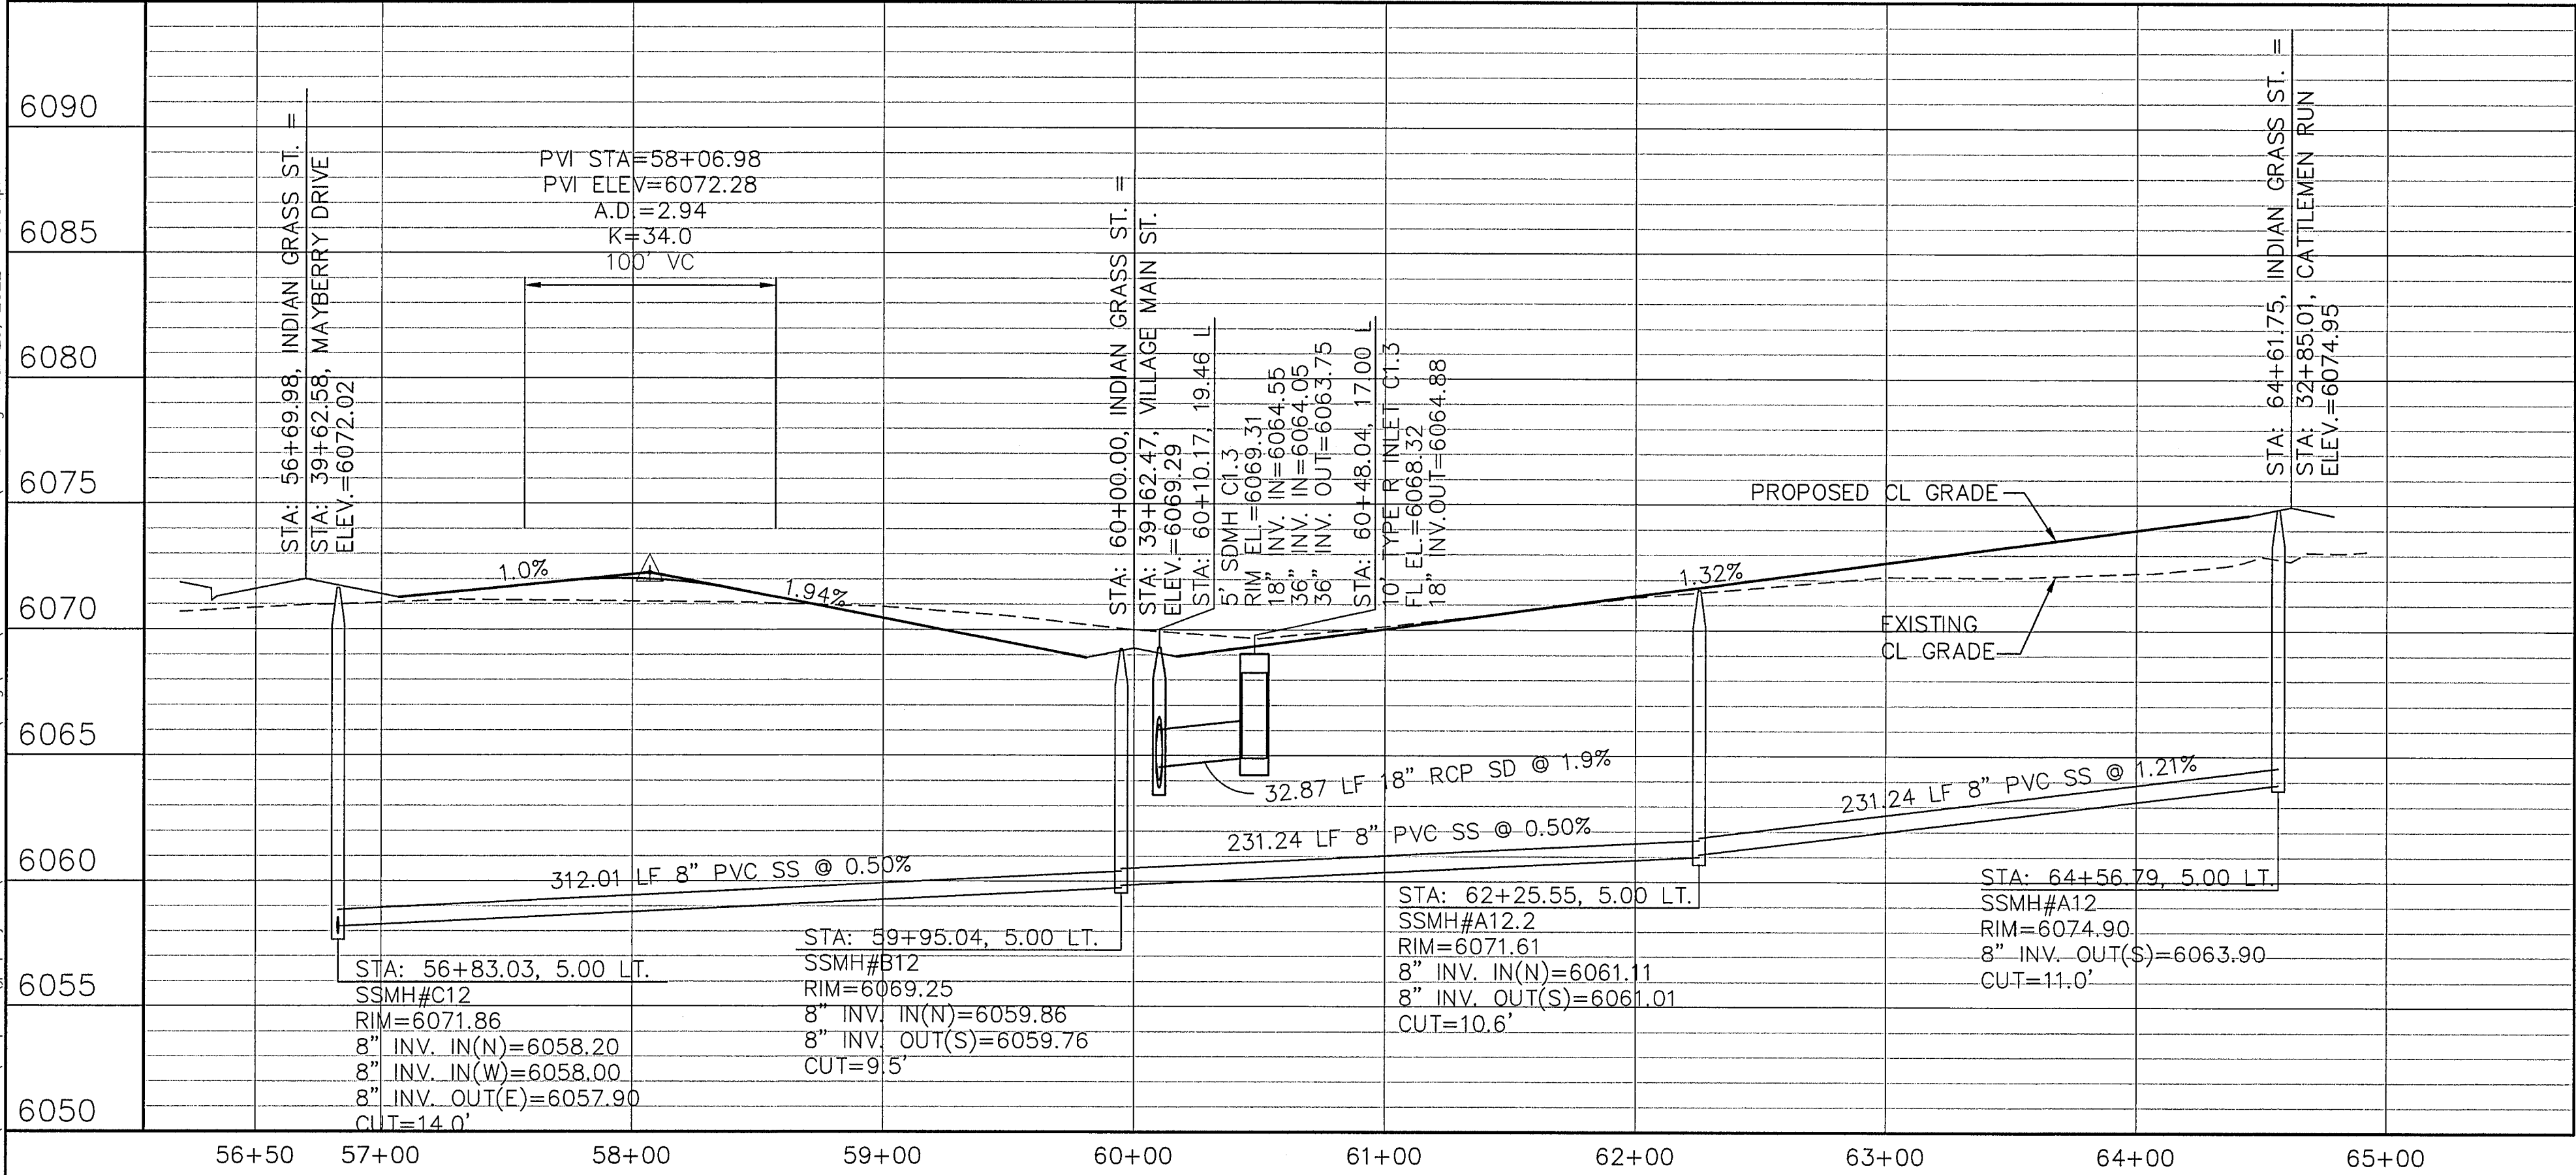 6090
6085
6080
6075
6070
6065
6060
6055
6050
STA: 56+69.98, INDIAN GRASS ST. =
STA: 39+62.58, MAYBERRY DRIVE
ELEV.=6072.02
PVI STA=58+06.98
PVI ELEV=6072.28
A.D.=2.94
K=34.0
100' VC
STA: 60+00.00, INDIAN GRASS ST. =
STA: 39+62.47, VILLAGE MAIN ST.
ELEV.=6069.29
STA: 60+10.17, 19.46 L
5' SDMH C1.3
RIM EL.=6069.31
18" INV. IN=6064.55
36" INV. IN=6064.05
36" INV. OUT=6063.75
STA: 60+48.04, 17.00 L
10' TYPE R INLET C1.3
FL EL.=6068.32
18" INV.OUT=6064.88
STA: 64+61.75, INDIAN GRASS ST. =
STA: 32+85.01, CATTLEMEN RUN
ELEV.=6074.95
PROPOSED CL GRADE
1.0%
1
1.94%
1.32%
EXISTING
CL GRADE
32.87 LF 18" RCP SD @ 1.9%
231.24 LF 8" PVC SS @ 1.21%
231.24 LF 8" PVC SS @ 0.50%
312.01 LF 8" PVC SS @ 0.50%
STA: 56+83.03, 5.00 LT.
SSMH#C12
RIM=6071.86
8" INV. IN(N)=6058.20
8" INV. IN(W)=6058.00
8" INV. OUT(E)=6057.90
CUT=14.0'
STA: 59+95.04, 5.00 LT.
SSMH#B12
RIM=6069.25
8" INV. IN(N)=6059.86
8" INV. OUT(S)=6059.76
CUT=9.5'
STA: 62+25.55, 5.00 LT.
SSMH#A12.2
RIM=6071.61
8" INV. IN(N)=6061.11
8" INV. OUT(S)=6061.01
CUT=10.6'
STA: 64+56.79, 5.00 LT.
SSMH#A12
RIM=6074.90
8" INV. OUT(S)=6063.90
CUT=11.0'
56+50 57+00 58+00 59+00 60+00 61+00 62+00 63+00 64+00 65+00